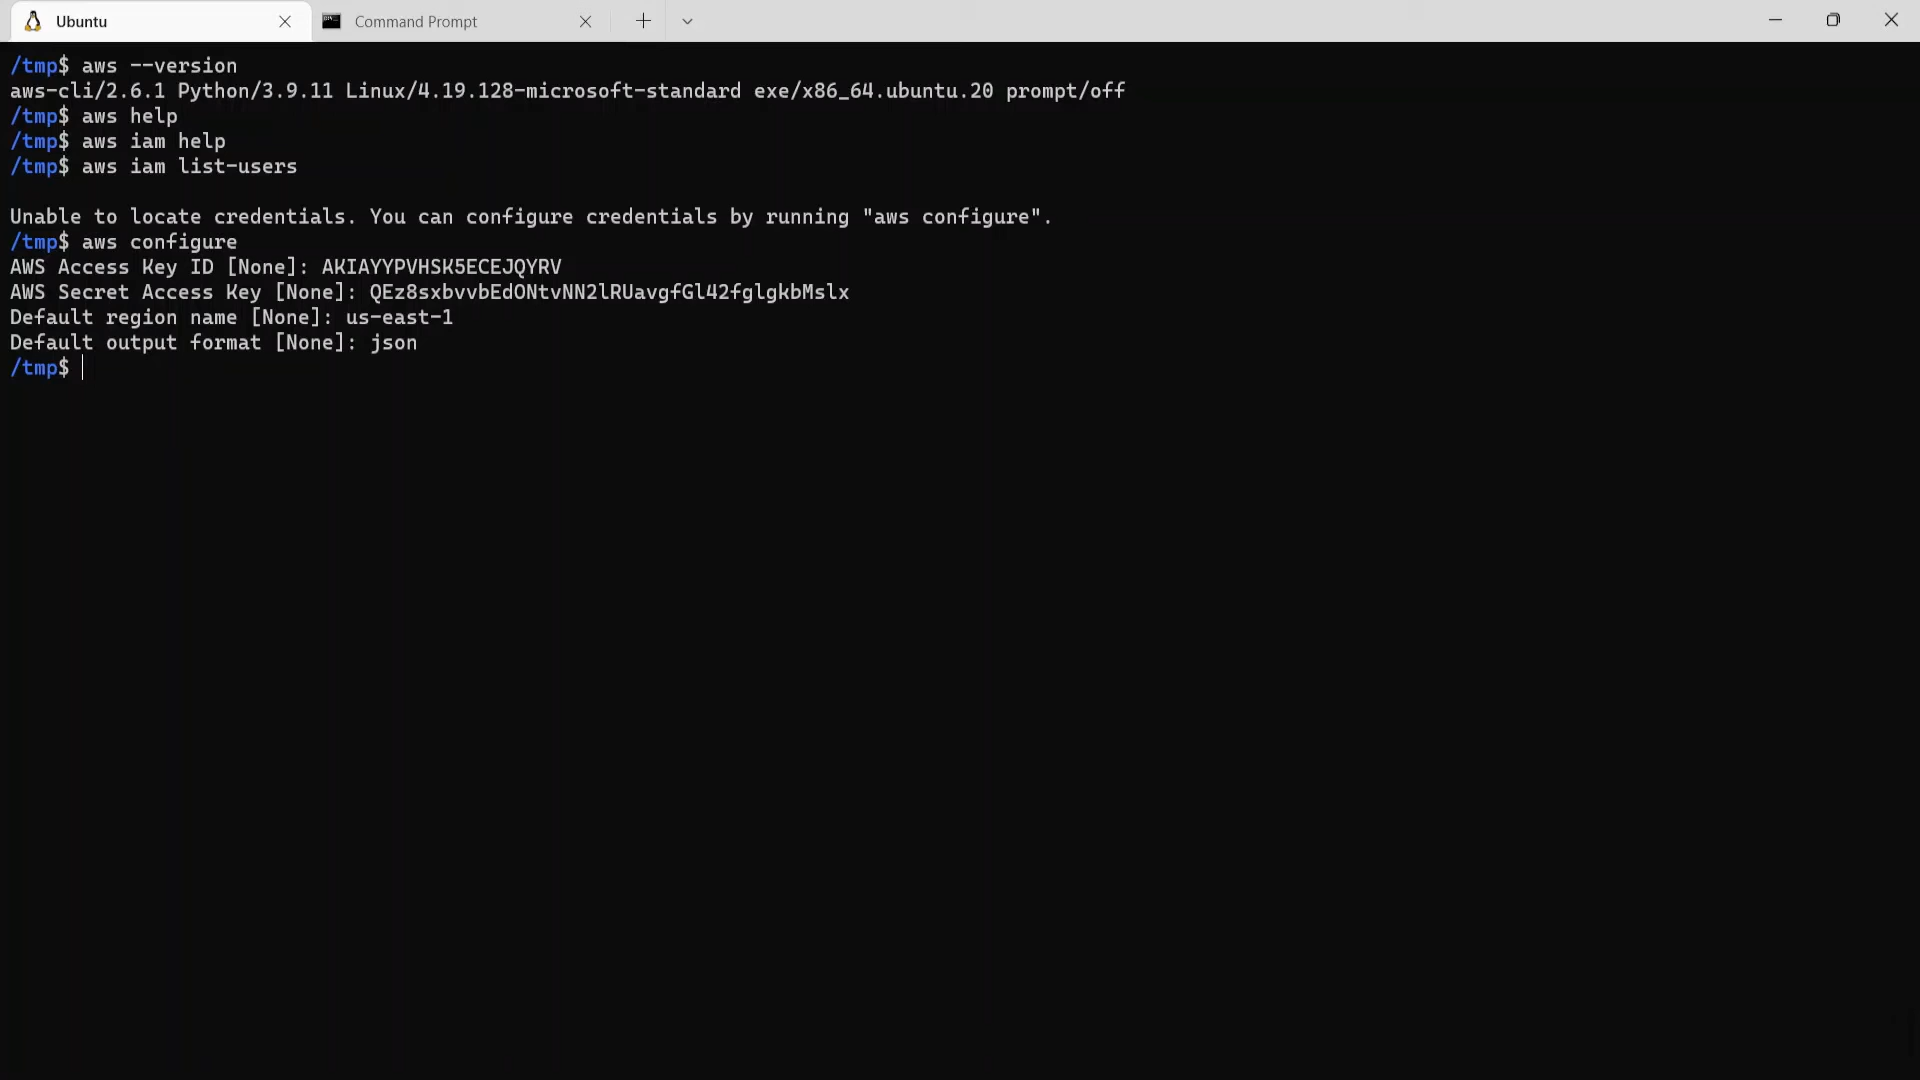 Ubuntu
Command Prompt
/tmp$ aws --version
aws-cli/2.6.1 Python/3.9.11 Linux/4.19.128-microsoft-standard exe/x86_64.ubuntu.20 prompt/off
/tmp$ aws help
/tmp$ aws iam help
/tmp$ aws iam list-users
Unable to locate credentials. You can configure credentials by running "aws configure".
/tmp$ aws configure
AWS Access Key ID [None]: AKIAYYPVHSK5ECEJQYRV
AWS Secret Access Key [None]: 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
Default region name [None]: us-east-1
Default output format [None]: json
/tmp$